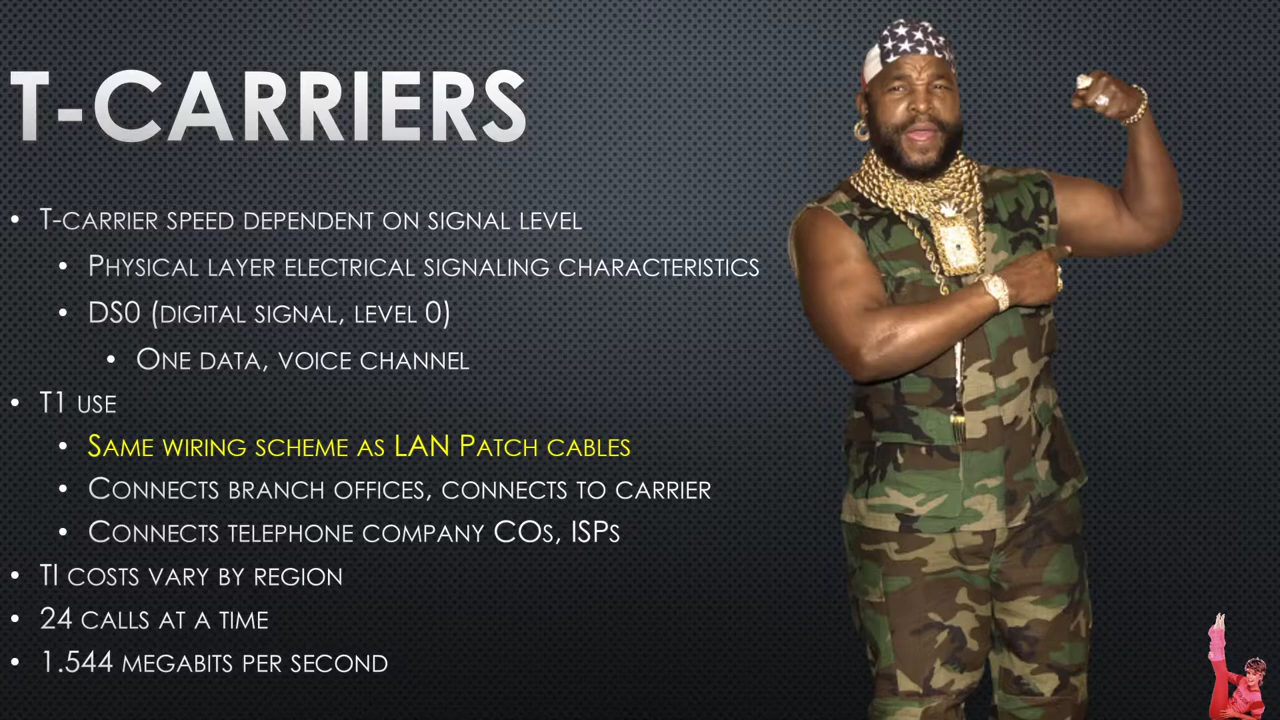 T-CARRIERS
• T-CARRIER SPEED DEPENDENT ON SIGNAL LEVEL
• PHYSICAL LAYER ELECTRICAL SIGNALING CHARACTERISTICS
• DS0 (DIGITAL SIGNAL, LEVEL 0)
• ONE DATA, VOICE CHANNEL
• T1 USE
• SAME WIRING SCHEME AS LAN PATCH CABLES
• CONNECTS BRANCH OFFICES, CONNECTS TO CARRIER
• CONNECTS TELEPHONE COMPANY COS, ISPS
• TI COSTS VARY BY REGION
• 24 CALLS AT A TIME
• 1.544 MEGABITS PER SECOND